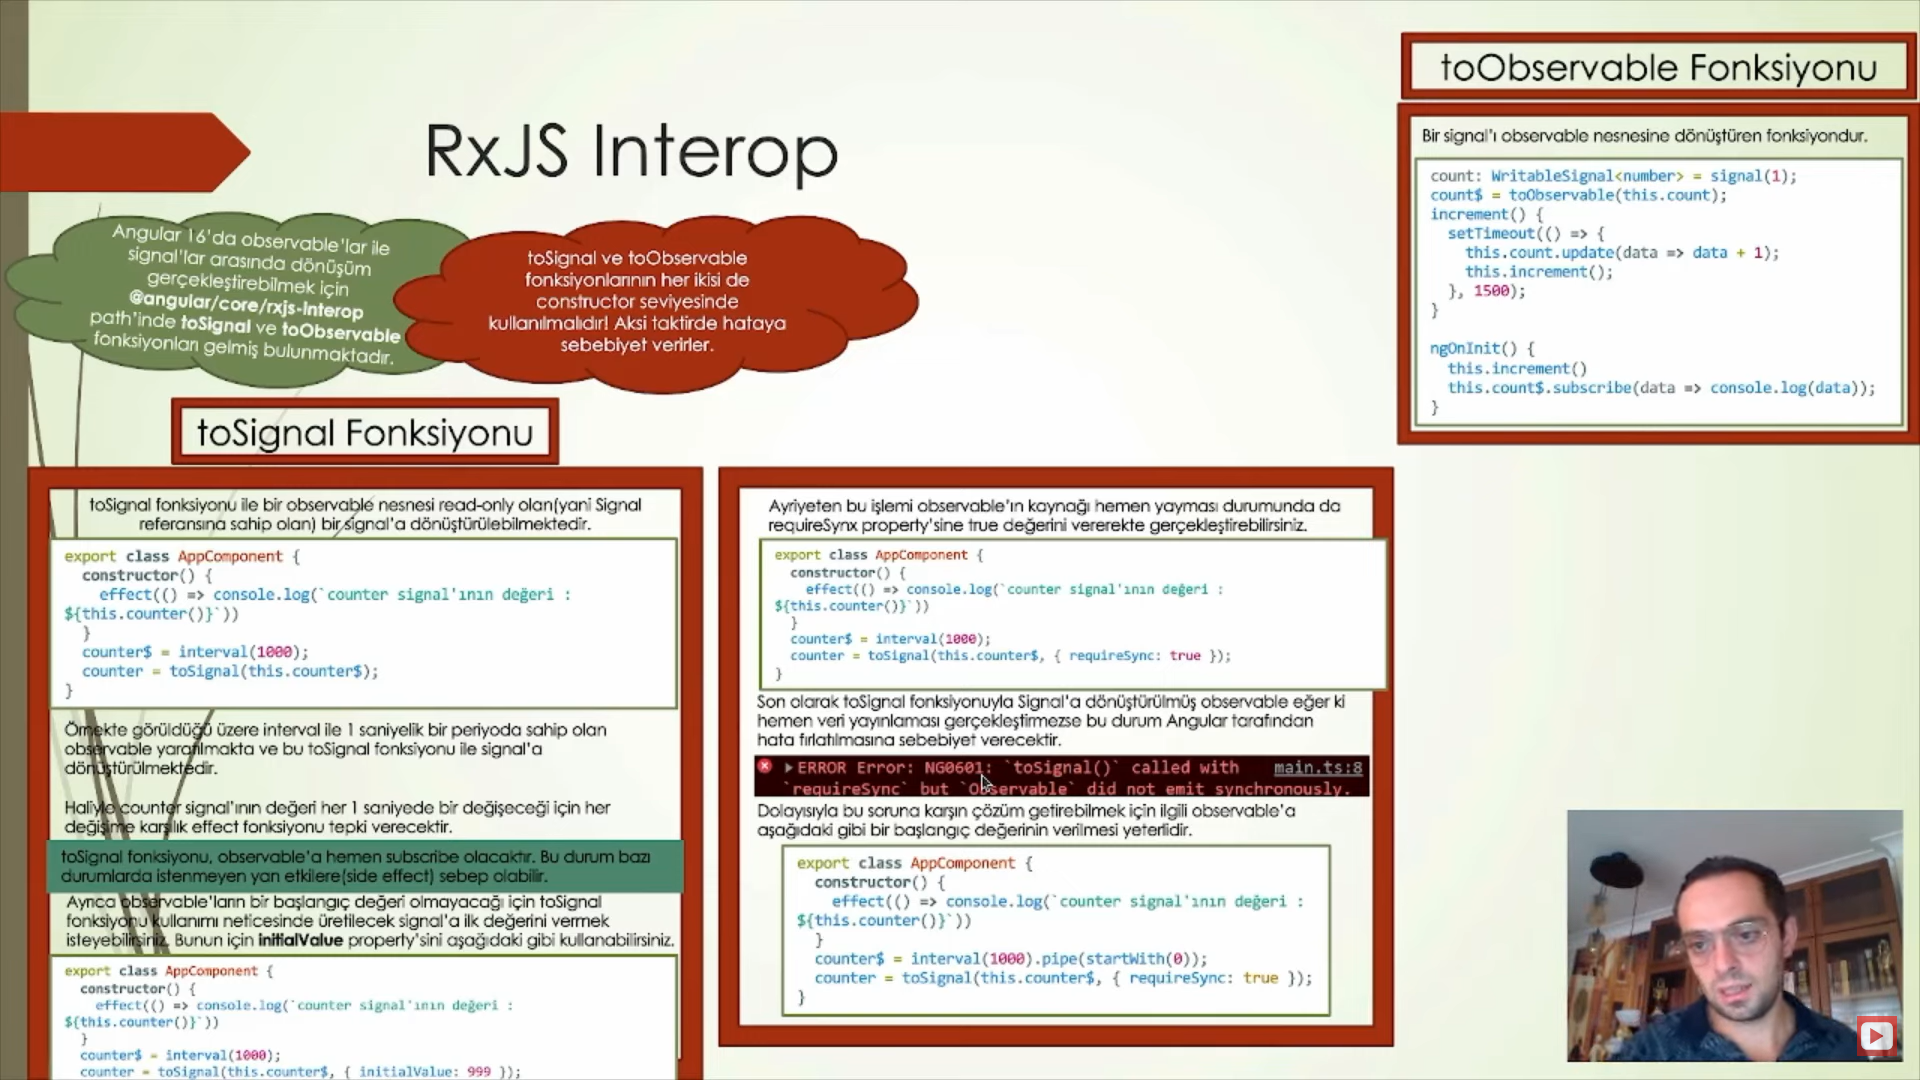 RxJS Interop
Angular 16'da observable'lar ile
signal'lar arasında dönüşüm
gerçekleştirebilmek için
@angular/core/rxjs-interop
path'inde toSignal ve toObservable
fonksiyonları gelmiş bulunmaktadır.
toSignal ve toObservable
fonksiyonlarının her ikisi de
constructor seviyesinde
kullanılmalıdır! Aksi taktirde hataya
sebebiyet verirler.
toSignal Fonksiyonu
toSignal fonksiyonu ile bir observable nesnesi read-only olan(yani Signal
referansına sahip olan) bir signal'a dönüştürülebilmektedir.
export class AppComponent {
constructor() {
effect(() => console.log(`counter signal'ının değeri :
${this.counter()}`))
}
counter$ = interval(1000);
counter = toSignal(this.counter$);
}
Örnekte görüldüğü üzere interval ile 1 saniyelik bir periyoda sahip olan
observable yaratılmakta ve bu toSignal fonksiyonu ile signal'a
dönüştürülmektedir.
Haliyle counter signal'ının değeri her 1 saniyede bir değişeceği için her
değişime karşılık effect fonksiyonu tepki verecektir.
toSignal fonksiyonu, observable'a hemen subscribe olacaktır. Bu durum bazı
durumlarda istenmeyen yan etkilere(side effect) sebep olabilir.
Ayrıca observable'ların bir başlangıç değeri olmayacağı için toSignal
fonksiyonu kullanımı neticesinde üretilecek signal'a ilk değerini vermek
isteyebilirsiniz. Bunun için initialValue property'sini aşağıdaki gibi kullanabilirsiniz.
export class AppComponent {
constructor() {
effect(() => console.log(`counter signal'ının değeri :
${this.counter()}`))
}
counter$ = interval(1000);
counter = toSignal(this.counter$, { initialValue: 999 });
Ayriyeten bu işlemi observable'ın kaynağı hemen yayması durumunda da
requireSynx property'sine true değerini vererekte gerçekleştirebilirsiniz.
export class AppComponent {
constructor() {
effect(() => console.log(`counter signal'ının değeri :
${this.counter()}`))
}
counter$ = interval(1000);
counter = toSignal(this.counter$, { requireSync: true });
}
Son olarak toSignal fonksiyonuyla Signal'a dönüştürülmüş observable eğer ki
hemen veri yayınlaması gerçekleştirmezse bu durum Angular tarafından
hata fırlatılmasına sebebiyet verecektir.
ERROR Error: NG0601: `toSignal()` called with main.ts:8
`requireSync` but `Observable` did not emit synchronously.
Dolayısıyla bu soruna karşın çözüm getirebilmek için ilgili observable'a
aşağıdaki gibi bir başlangıç değerinin verilmesi yeterlidir.
export class AppComponent {
constructor() {
effect(() => console.log(`counter signal'ının değeri :
${this.counter()}`))
}
counter$ = interval(1000).pipe(startWith(0));
counter = toSignal(this.counter$, { requireSync: true });
}
toObservable Fonksiyonu
Bir signal'ı observable nesnesine dönüştüren fonksiyondur.
count: WritableSignal<number> = signal(1);
count$ = toObservable(this.count);
increment() {
setTimeout(() => {
this.count.update(data => data + 1);
this.increment();
}, 1500);
}
ngOnInit() {
this.increment()
this.count$.subscribe(data => console.log(data));
}